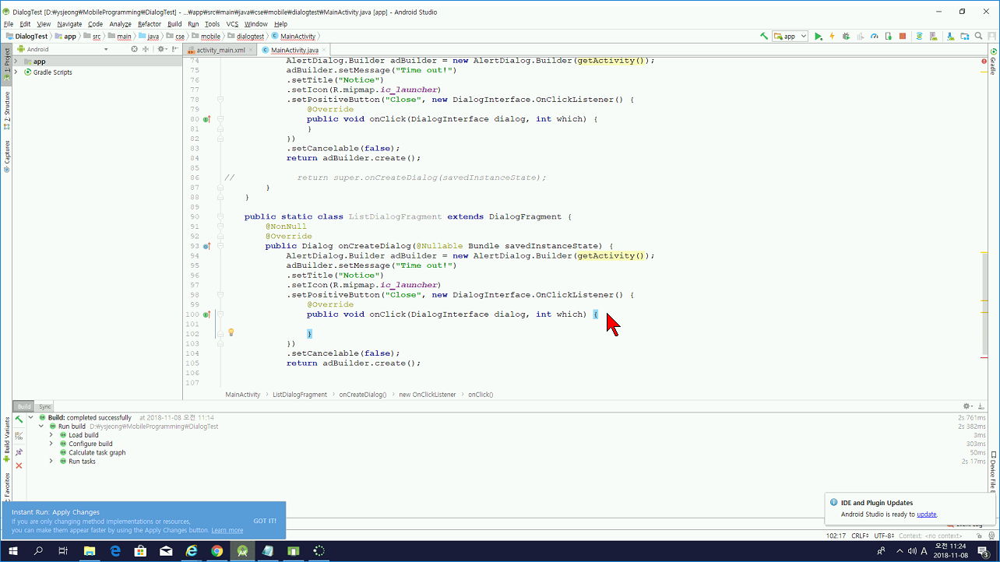 DialogTest [D:₩ysjeong₩MobileProgramming₩DialogTest] - ...₩app₩src₩main₩java₩cse₩mobile₩dialogtest₩MainActivity.java [app] - Android Studio
File Edit View Navigate Code Analyze Refactor Build Run Tools VCS Window Help
DialogTest app src main java cse mobile dialogtest MainActivity app
1: Project Android activity_main.xml MainActivity.java Gradle
app
Gradle Scripts
2: Structure
Captures
74 AlertDialog.Builder adBuilder = new AlertDialog.Builder(getActivity());
75 adBuilder.setMessage("Time out!")
76 .setTitle("Notice")
77 .setIcon(R.mipmap.ic_launcher)
78 .setPositiveButton("Close", new DialogInterface.OnClickListener() {
79 @Override
80 public void onClick(DialogInterface dialog, int which) {
81 }
82 })
83 .setCancelable(false);
84 return adBuilder.create();
85
86 // return super.onCreateDialog(savedInstanceState);
87 }
88 }
89
90 public static class ListDialogFragment extends DialogFragment {
91 @NonNull
92 @Override
93 public Dialog onCreateDialog(@Nullable Bundle savedInstanceState) {
94 AlertDialog.Builder adBuilder = new AlertDialog.Builder(getActivity());
95 adBuilder.setMessage("Time out!")
96 .setTitle("Notice")
97 .setIcon(R.mipmap.ic_launcher)
98 .setPositiveButton("Close", new DialogInterface.OnClickListener() {
99 @Override
100 public void onClick(DialogInterface dialog, int which) {
101
102 }
103 })
104 .setCancelable(false);
105 return adBuilder.create();
106
107
MainActivity ListDialogFragment onCreateDialog() new OnClickListener onClick()
Build Sync
Build: completed successfully at 2018-11-08 오전 11:14 2s 761ms
Run build D:₩ysjeong₩MobileProgramming₩DialogTest 2s 382ms
Load build 3ms
Configure build 303ms
Calculate task graph 50ms
Run tasks 2s 17ms
Build Variants
Favorites
Device File
Instant Run: Apply Changes
If you are only changing method implementations or resources,
you can make them appear faster by using the Apply Changes button. Learn more
GOT IT!
IDE and Plugin Updates
Android Studio is ready to update.
102:17 CRLF UTF-8 Context: <no context>
A 오전 11:24
2018-11-08 3